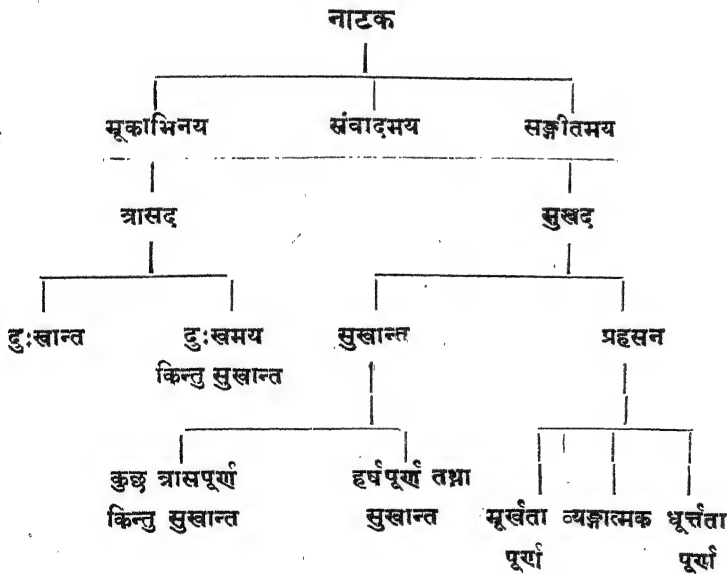 नाटक
मूकाभिनय संवादमय सङ्गीतमय
त्रासद सुखद
दुःखान्त दुःखमय सुखान्त प्रहसन
किन्तु सुखान्त
कुछ त्रासपूर्ण हर्षपूर्ण तथा
किन्तु सुखान्त सुखान्त मूर्खता व्यङ्गात्मक धूर्त्तता
पूर्ण पूर्ण